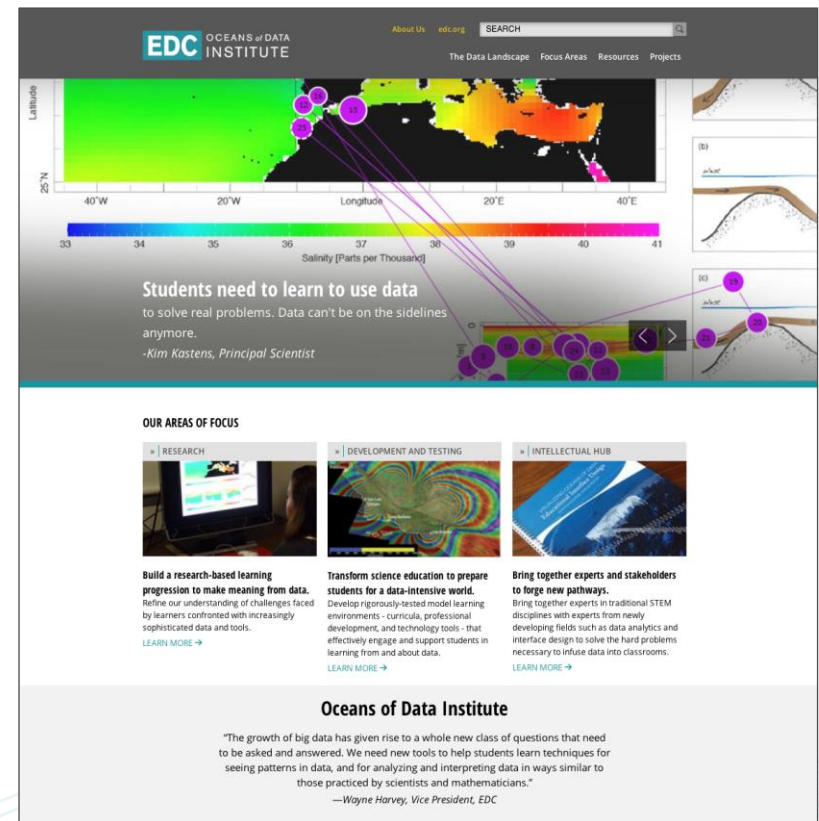 About Us edc.org SEARCH
EDC OCEANS of DATA
INSTITUTE
The Data Landscape Focus Areas Resources Projects
Latitude
25°N
16
12
15
25
(b)
40°W 20°W Longitude 20°E 40°E
33 34 35 36 37 38 39 40 41
Salinity [Parts per Thousand]
(c)
19
Students need to learn to use data
to solve real problems. Data can't be on the sidelines
anymore.
-Kim Kastens, Principal Scientist
0
20
21
24
OUR AREAS OF FOCUS
» RESEARCH
Build a research-based learning
progression to make meaning from data.
Refine our understanding of challenges faced
by learners confronted with increasingly
sophisticated data and tools.
LEARN MORE →
» DEVELOPMENT AND TESTING
Transform science education to prepare
students for a data-intensive world.
Develop rigorously-tested model learning
environments - curricula, professional
development, and technology tools - that
effectively engage and support students in
learning from and about data.
LEARN MORE →
» INTELLECTUAL HUB
Educational Interface Design
Bring together experts and stakeholders
to forge new pathways.
Bring together experts in traditional STEM
disciplines with experts from newly
developing fields such as data analytics and
interface design to solve the hard problems
necessary to infuse data into classrooms.
LEARN MORE →
Oceans of Data Institute
"The growth of big data has given rise to a whole new class of questions that need
to be asked and answered. We need new tools to help students learn techniques for
seeing patterns in data, and for analyzing and interpreting data in ways similar to
those practiced by scientists and mathematicians."
—Wayne Harvey, Vice President, EDC